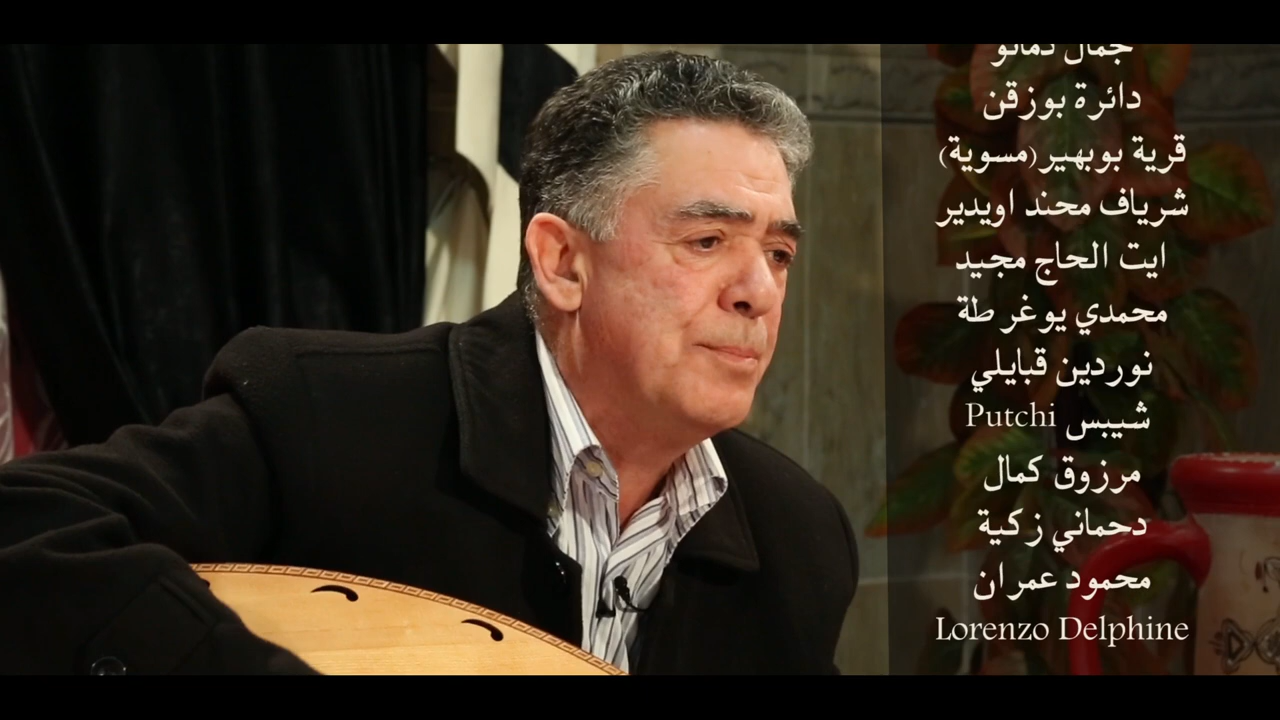 جمال
دائرة بوزقن
قرية بوبهير (مسوية)
شرياف محند اويدير
ايت الحاج مجيد
محمدي يوغرطة
نوردين قبايلي
شيبس Putchi
مرزوق كمال
دحماني زكية
محمود عمران
Lorenzo Delphine